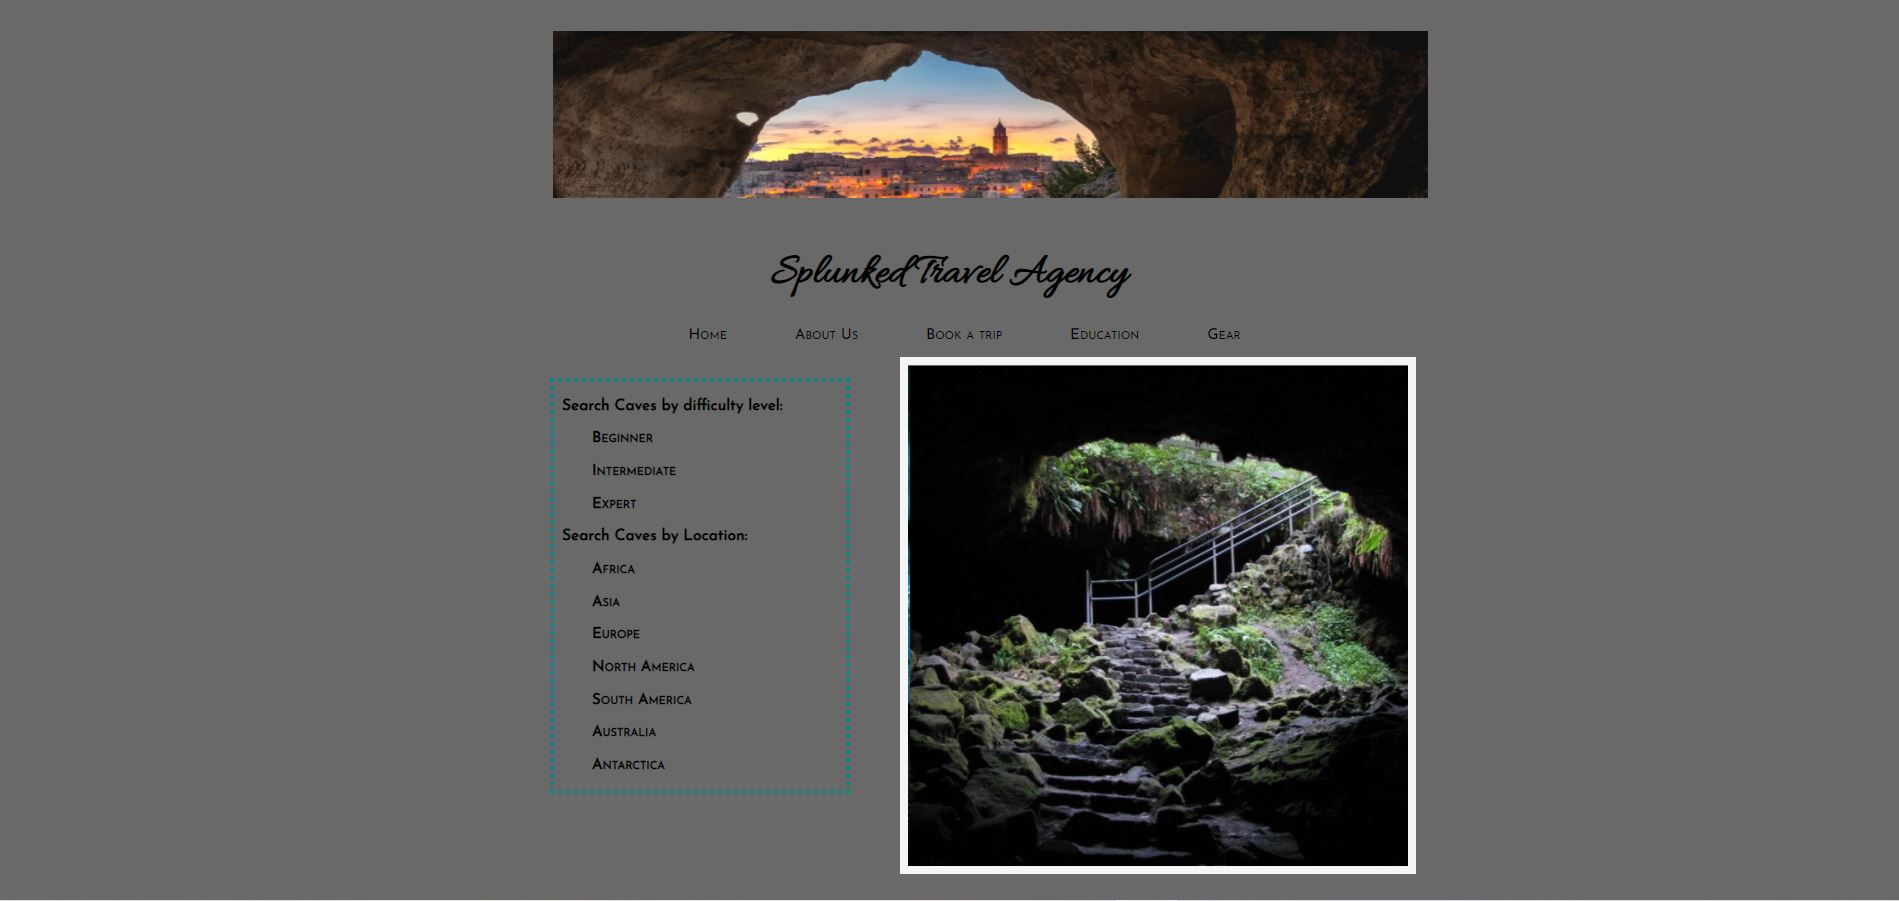 Splunked Travel Agency
Home About Us Book a trip Education Gear
Search Caves by difficulty level:
Beginner
Intermediate
Expert
Search Caves by Location:
Africa
Asia
Europe
North America
South America
Australia
Antarctica